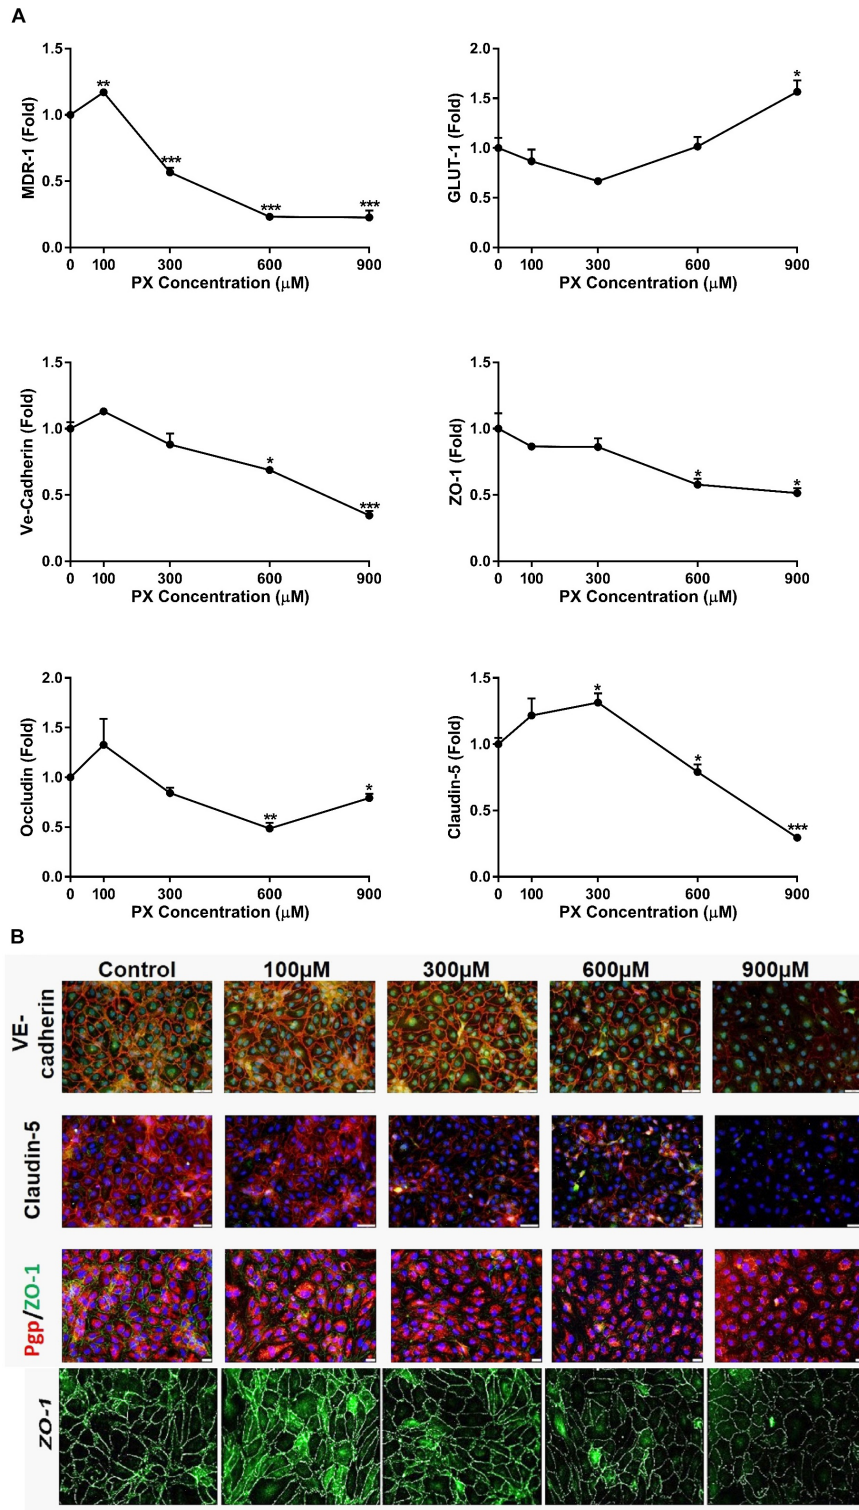 A
MDR-1 (Fold)
1.5
1.0
0.5
0.0
**
***
***
***
0 100 300 600 900
PX Concentration (μM)
GLUT-1 (Fold)
2.0
1.5
1.0
0.5
0.0
*
0 100 300 600 900
PX Concentration (μM)
Ve-Cadherin (Fold)
1.5
1.0
0.5
0.0
*
***
0 100 300 600 900
PX Concentration (μM)
ZO-1 (Fold)
1.5
1.0
0.5
0.0
*
*
0 100 300 600 900
PX Concentration (μM)
Occludin (Fold)
2.0
1.5
1.0
0.5
0.0
**
*
0 100 300 600 900
PX Concentration (μM)
Claudin-5 (Fold)
1.5
1.0
0.5
0.0
*
*
***
0 100 300 600 900
PX Concentration (μM)
B
Control 100μM 300μM 600μM 900μM
VE-
cadherin
Claudin-5
Pgp/ZO-1
ZO-1